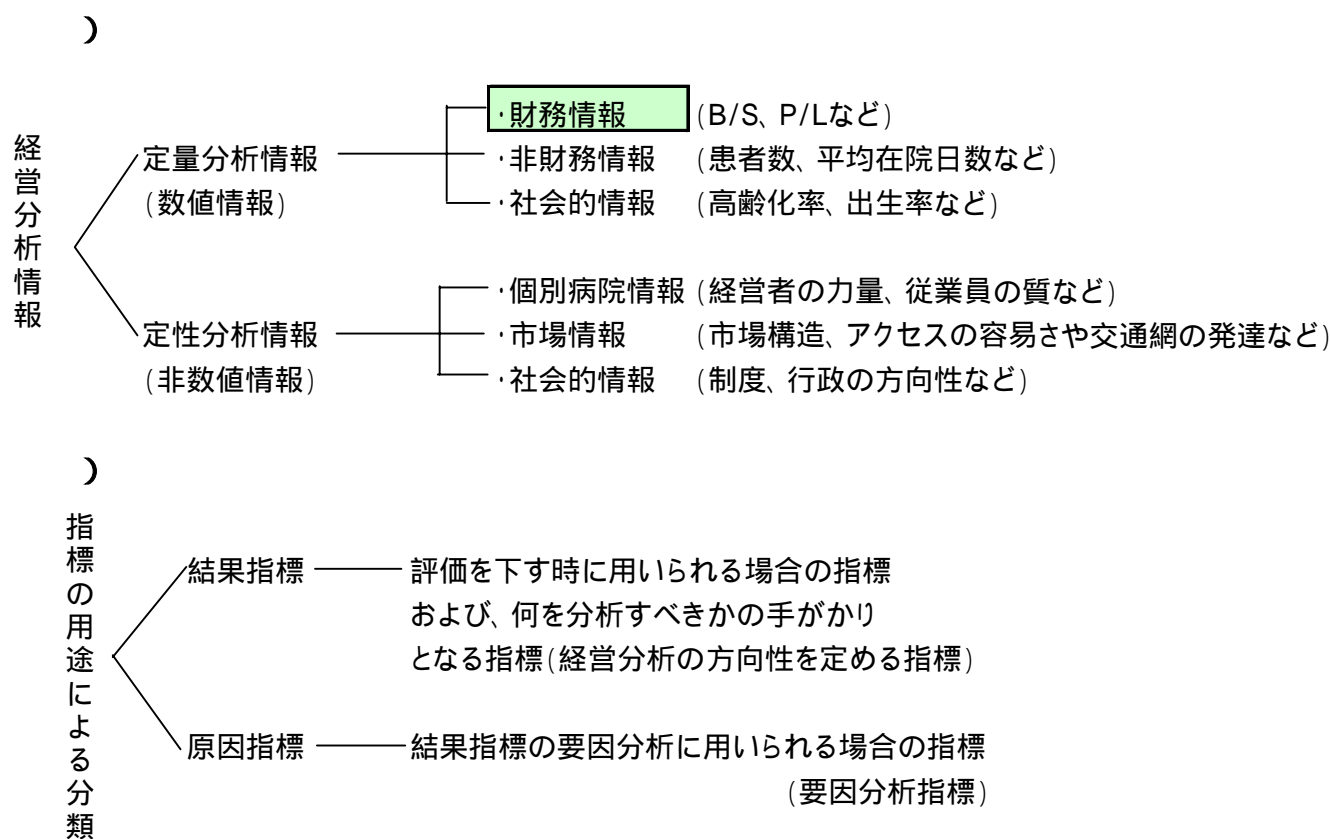 )
経営分析情報
・財務情報 (B/S、P/Lなど)
定量分析情報 ・非財務情報 (患者数、平均在院日数など)
(数値情報) ・社会的情報 (高齢化率、出生率など)
・個別病院情報 (経営者の力量、従業員の質など)
定性分析情報 ・市場情報 (市場構造、アクセスの容易さや交通網の発達など)
(非数値情報) ・社会的情報 (制度、行政の方向性など)
)
指標の用途による分類
結果指標 評価を下す時に用いられる場合の指標
および、何を分析すべきかの手がかり
となる指標(経営分析の方向性を定める指標)
原因指標 結果指標の要因分析に用いられる場合の指標
(要因分析指標)